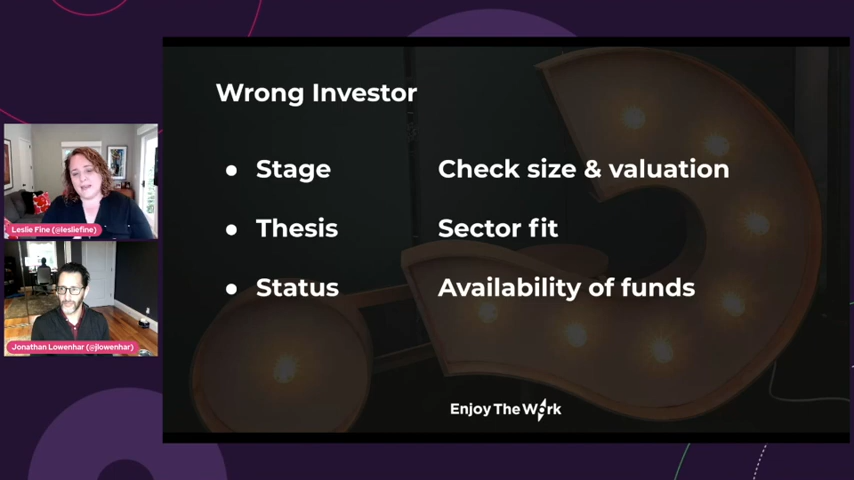 Wrong Investor
● Stage Check size & valuation
● Thesis Sector fit
● Status Availability of funds
Enjoy The Work
Leslie Fine (@lesliefine)
Jonathan Lowenhar (@jlowenhar)